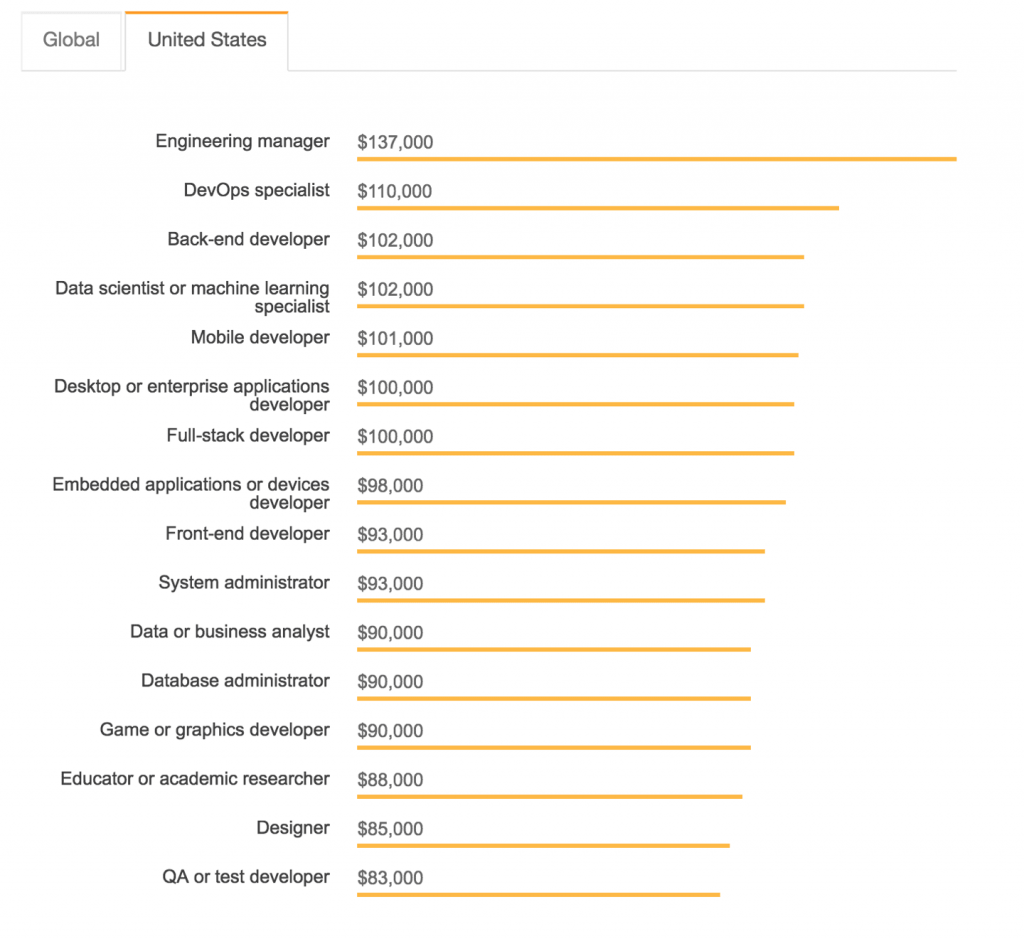 Global
United States
Engineering manager $137,000
DevOps specialist $110,000
Back-end developer $102,000
Data scientist or machine learning $102,000
specialist
Mobile developer $101,000
Desktop or enterprise applications $100,000
developer
Full-stack developer $100,000
Embedded applications or devices $98,000
developer
Front-end developer $93,000
System administrator $93,000
Data or business analyst $90,000
Database administrator $90,000
Game or graphics developer $90,000
Educator or academic researcher $88,000
Designer $85,000
QA or test developer $83,000